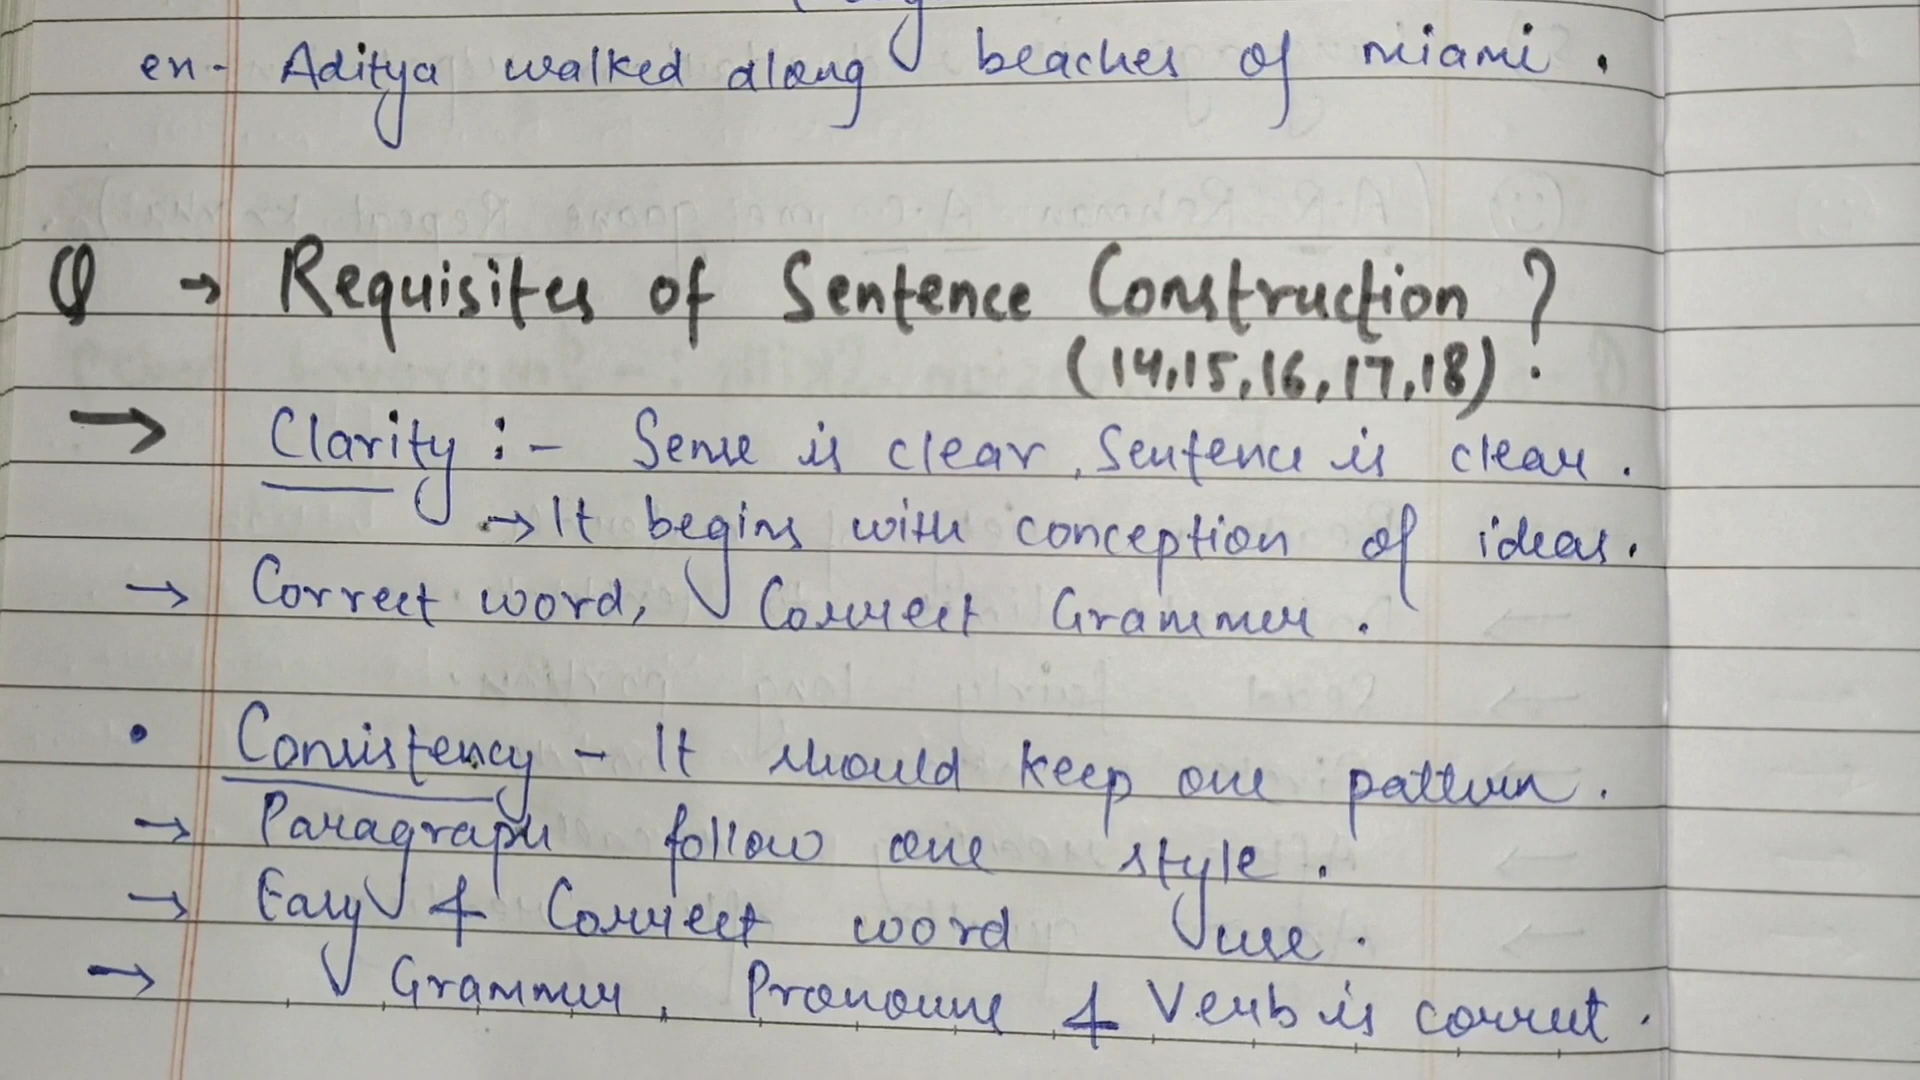 ex- Aditya walked along beaches of miami .
Q → Requisites of Sentence Construction ?
(14,15,16,17,18) .
→ Clarity :- Sense is clear, Sentence is clear .
→ It begins with conception of ideas.
→ Correct word, Correct Grammer .
• Consistency - It should keep one pattern .
→ Paragraph follow one style .
→ Easy & Correct word use .
→ Grammer, Pronouns & Verb is correct .